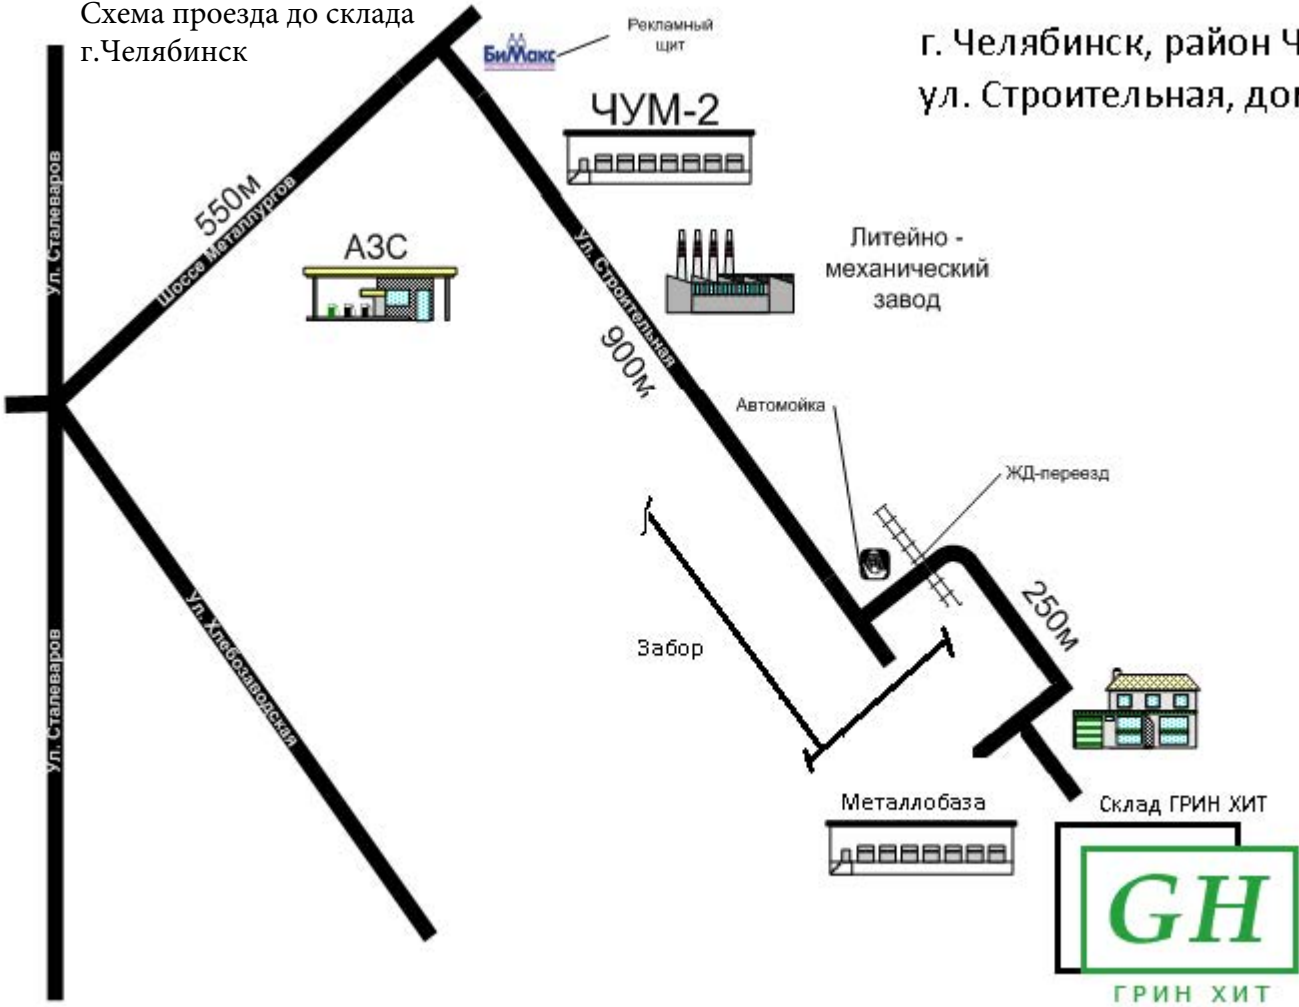 Схема проезда до склада
г.Челябинск
Рекламный
щит
БиМакс
г. Челябинск, район Ч
ул. Строительная, до
ЧУМ-2
Ул. Сталеваров
550м
Шоссе Металлургов
АЗС
Ул. Строительная
900м
Литейно -
механический
завод
Автомойка
ЖД-переезд
Забор
250м
Ул. Хлебозаводская
Ул. Сталеваров
Металлобаза
Склад ГРИН ХИТ
GH
ГРИН ХИТ